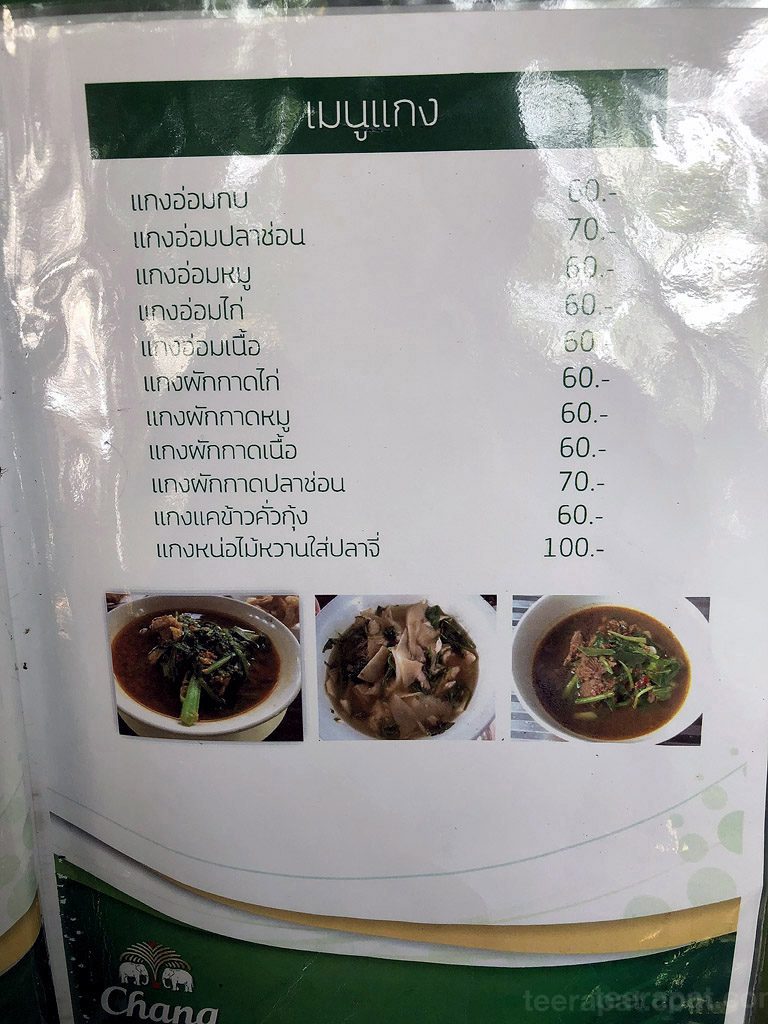 เมนูแกง
แกงอ่อมกบ 60.-
แกงอ่อมปลาช่อน 70.-
แกงอ่อมหมู 60.-
แกงอ่อมไก่ 60.-
แกงอ่อมเนื้อ 60
แกงผักกาดไก่ 60.-
แกงผักกาดหมู 60.-
แกงผักกาดเนื้อ 60.-
แกงผักกาดปลาช่อน 70.-
แกงแคข้าวคั่วกุ้ง 60.-
แกงหน่อไม้หวานใส่ปลาจี่ 100.-
Chang